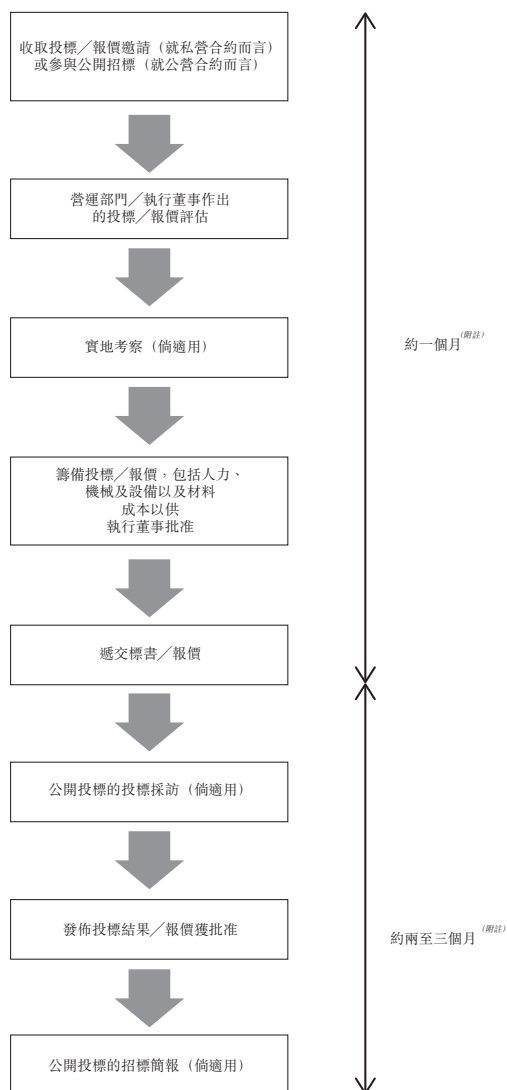 收取投標╱報價邀請（就私營合約而言）
或參與公開招標（就公營合約而言）
營運部門╱執行董事作出
的投標╱報價評估
實地考察（倘適用）
約一個月(附註)
籌備投標╱報價，包括人力、
機械及設備以及材料
成本以供
執行董事批准
遞交標書╱報價
公開投標的投標採訪（倘適用）
發佈投標結果╱報價獲批准
約兩至三個月(附註)
公開投標的招標簡報（倘適用）